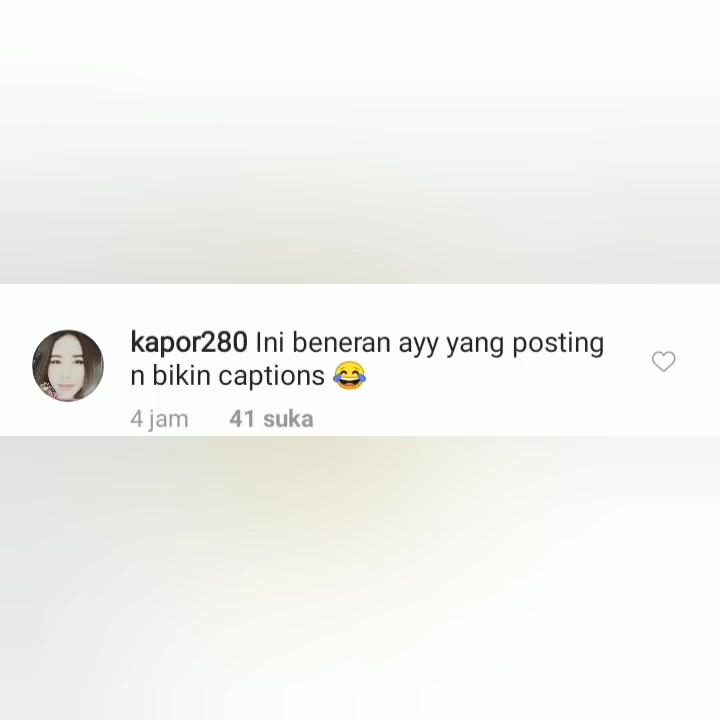 kapor280 Ini beneran ayy yang posting
n bikin captions 😂
4 jam 41 suka